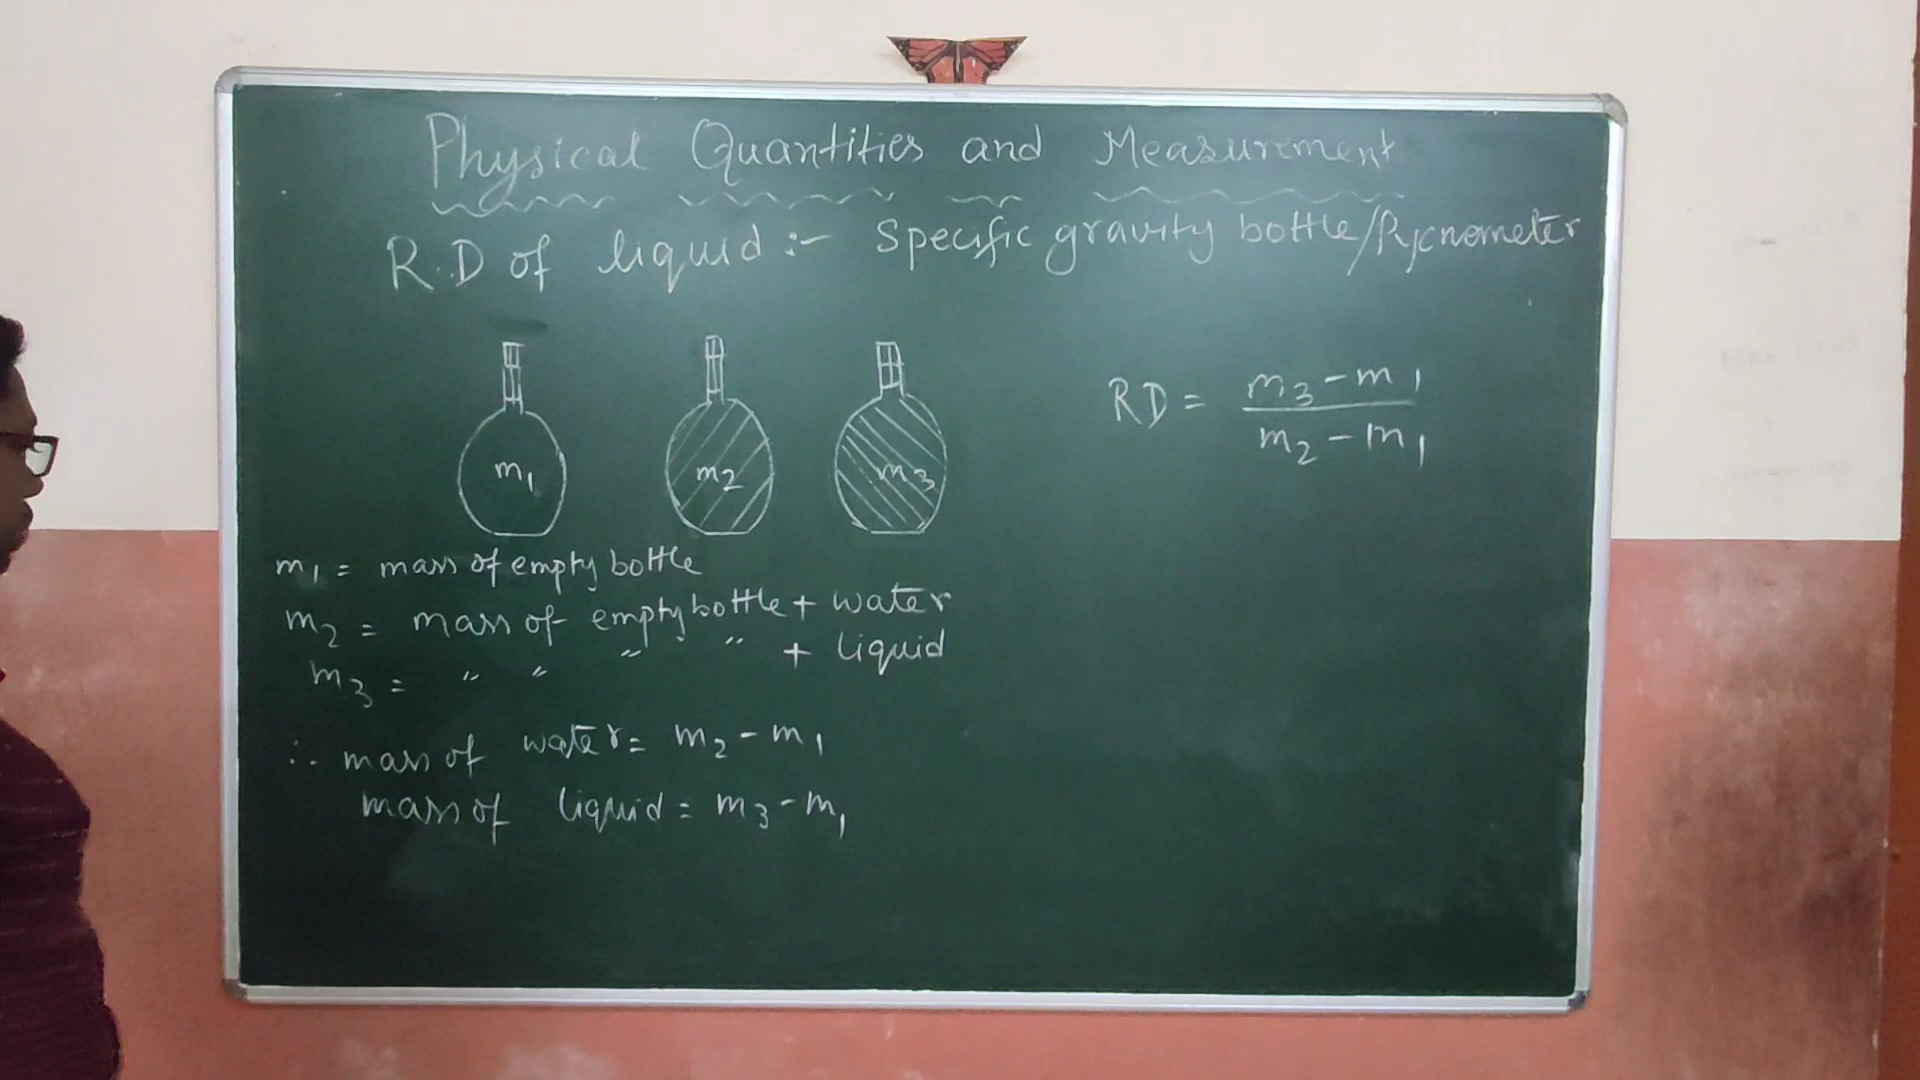 Physical Quantities and Measurement
R.D of liquid :- Specific gravity bottle/Pycnometer
m1 m2 m3
RD = m3 - m1 / m2 - m1
m1 = mass of empty bottle
m2 = mass of empty bottle + water
m3 = " " " " + liquid
∴ mass of water = m2 - m1
mass of liquid = m3 - m1